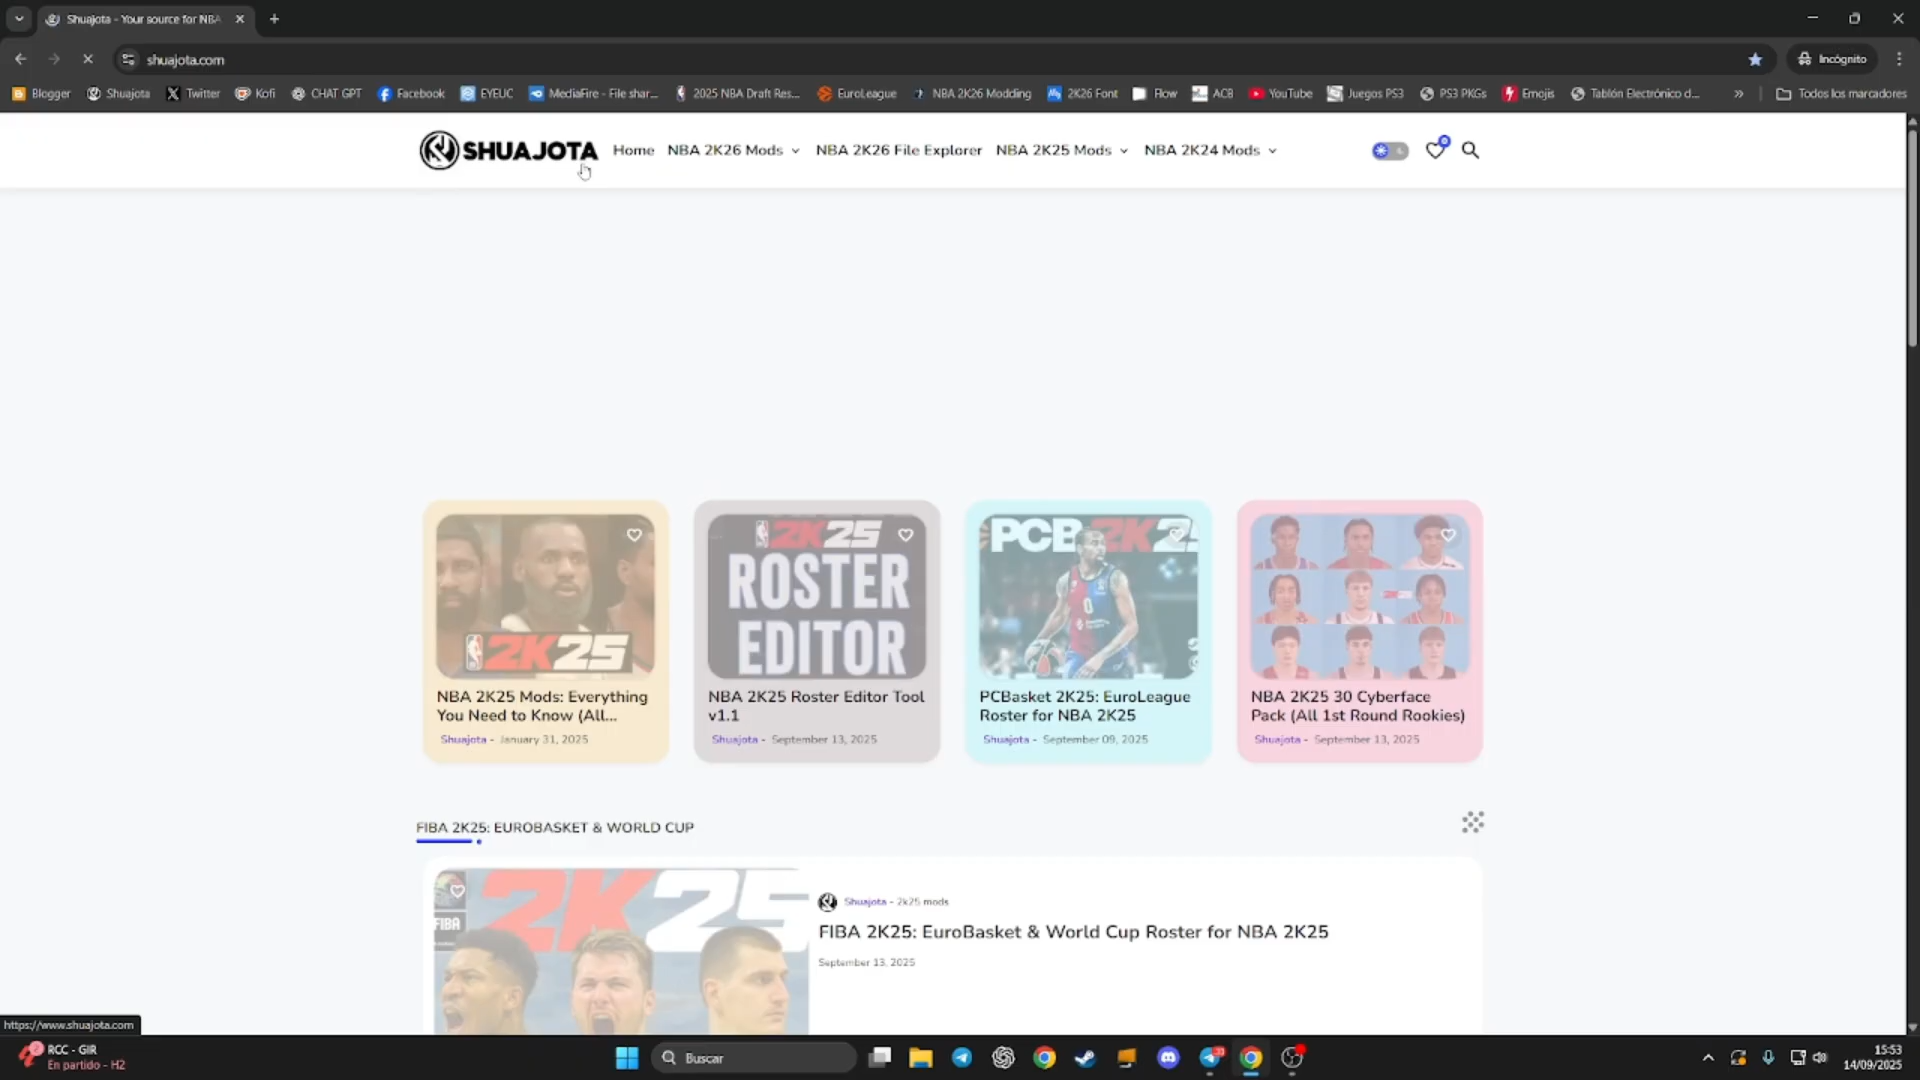 Shuajota - Your source for NBA
shuajota.com
Incógnito
Blogger
Shuajota
Twitter
Kofi
CHAT GPT
Facebook
EYEUC
MediaFire - File shar...
2025 NBA Draft Res...
EuroLeague
NBA 2K26 Modding
2K26 Font
Flow
ACB
YouTube
Juegos PS3
PS3 PKGs
Emojis
Tablón Electrónico d...
»
Todos los marcadores
SHUAJOTA
Home
NBA 2K26 Mods
NBA 2K26 File Explorer
NBA 2K25 Mods
NBA 2K24 Mods
0
2K25
2K25
ROSTER
EDITOR
PCB 2K25
0
NBA 2K25 Mods: Everything
You Need to Know (All...
Shuajota - January 31, 2025
NBA 2K25 Roster Editor Tool
v1.1
Shuajota - September 13, 2025
PCBasket 2K25: EuroLeague
Roster for NBA 2K25
Shuajota - September 09, 2025
NBA 2K25 30 Cyberface
Pack (All 1st Round Rookies)
Shuajota - September 13, 2025
FIBA 2K25: EUROBASKET & WORLD CUP
2K25
FIBA
Shuajota - 2k25 mods
FIBA 2K25: EuroBasket & World Cup Roster for NBA 2K25
September 13, 2025
https://www.shuajota.com
RCC - GIR
En partido - H2
Buscar
15:53
14/09/2025